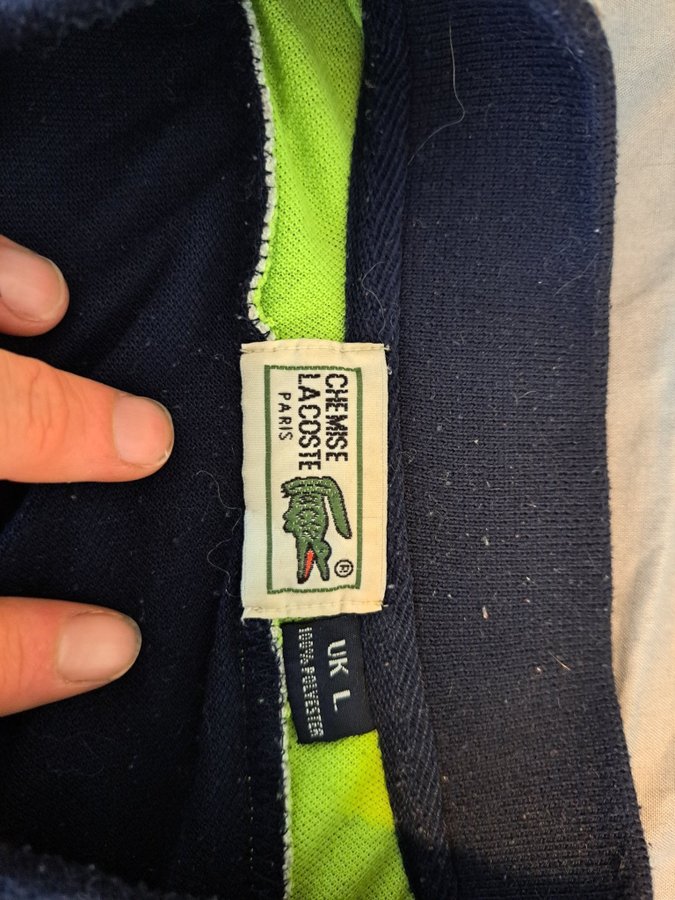 CHEMISE
LACOSTE
PARIS
®
UK L
100% POLYESTER